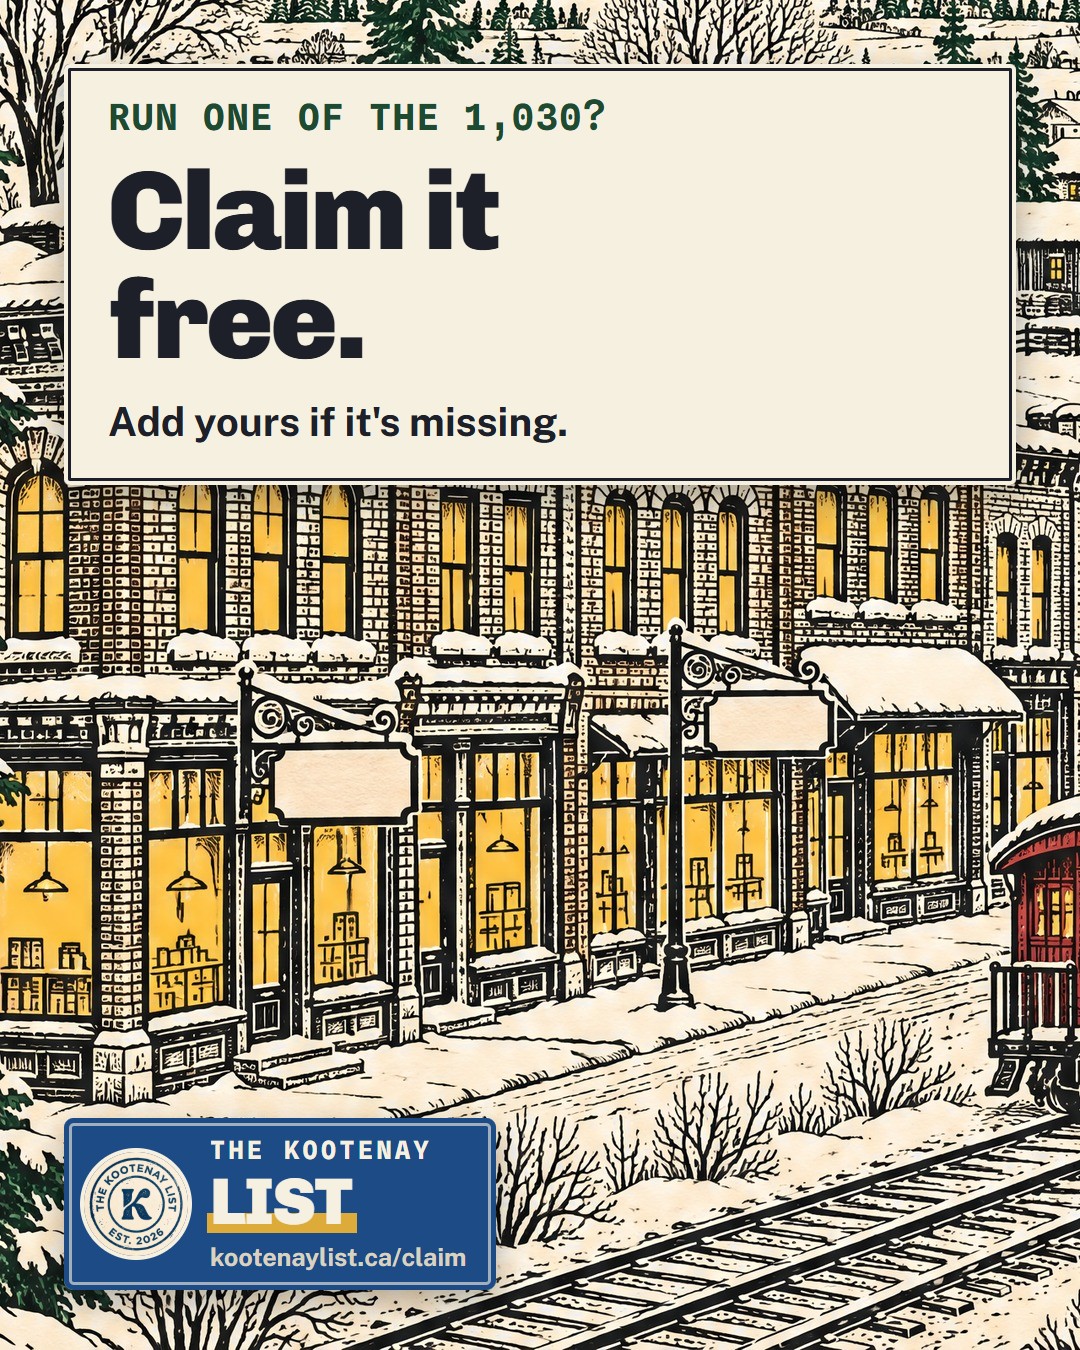 RUN ONE OF THE 1,030?
Claim it
free.
Add yours if it's missing.
THE KOOTENAY LIST
K
EST. 2026
THE KOOTENAY
LIST
kootenaylist.ca/claim